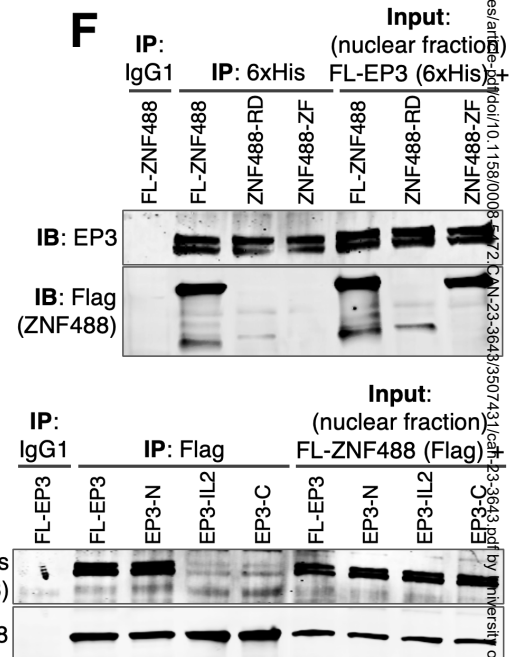 F
Input:
IP: (nuclear fraction)
IgG1 IP: 6xHis FL-EP3 (6xHis) +
FL-ZNF488 FL-ZNF488 ZNF488-RD ZNF488-ZF FL-ZNF488 ZNF488-RD ZNF488-ZF
IB: EP3
IB: Flag
(ZNF488)
Input:
IP: (nuclear fraction)
IgG1 IP: Flag FL-ZNF488 (Flag) +
FL-EP3 FL-EP3 EP3-N EP3-IL2 EP3-C FL-EP3 EP3-N EP3-IL2 EP3-C
s
)
8